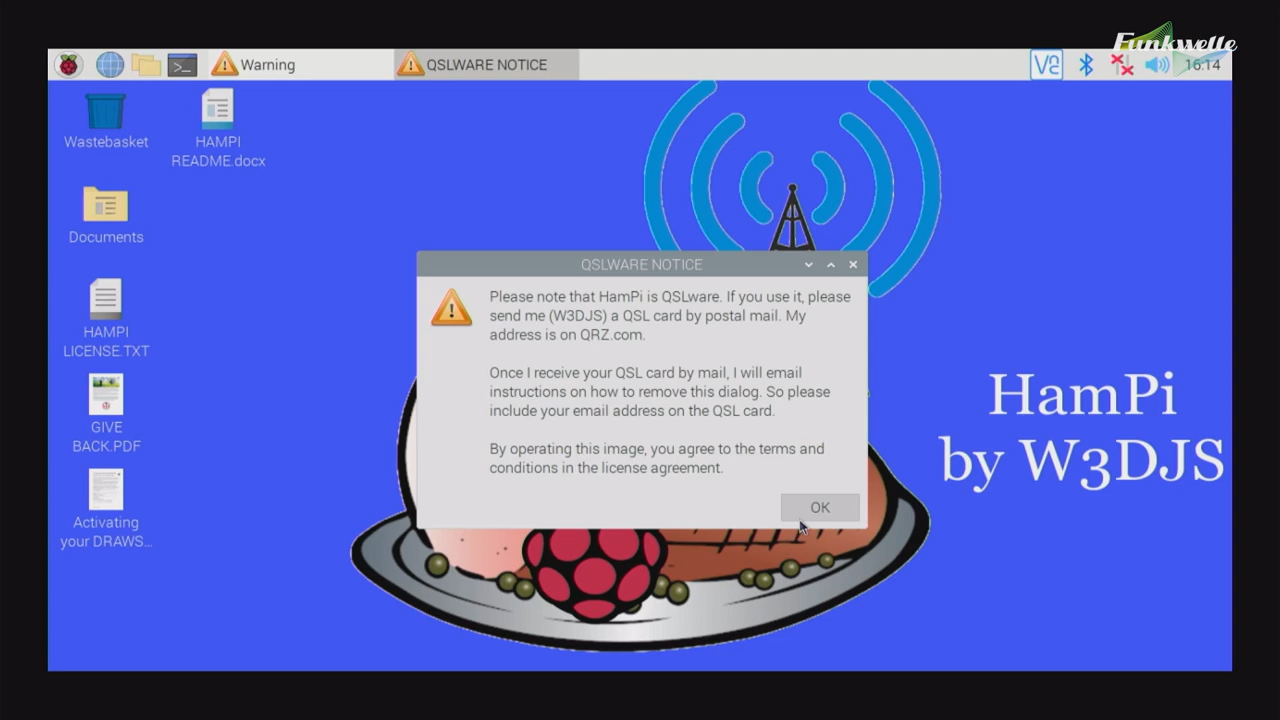 Funkwelle
Warning
QSLWARE NOTICE
16:14
Wastebasket
HAMPI
README.docx
Documents
HAMPI
LICENSE.TXT
GIVE
BACK.PDF
Activating
your DRAWS...
QSLWARE NOTICE
Please note that HamPi is QSLware. If you use it, please
send me (W3DJS) a QSL card by postal mail. My
address is on QRZ.com.
Once I receive your QSL card by mail, I will email
instructions on how to remove this dialog. So please
include your email address on the QSL card.
By operating this image, you agree to the terms and
conditions in the license agreement.
OK
HamPi
by W3DJS